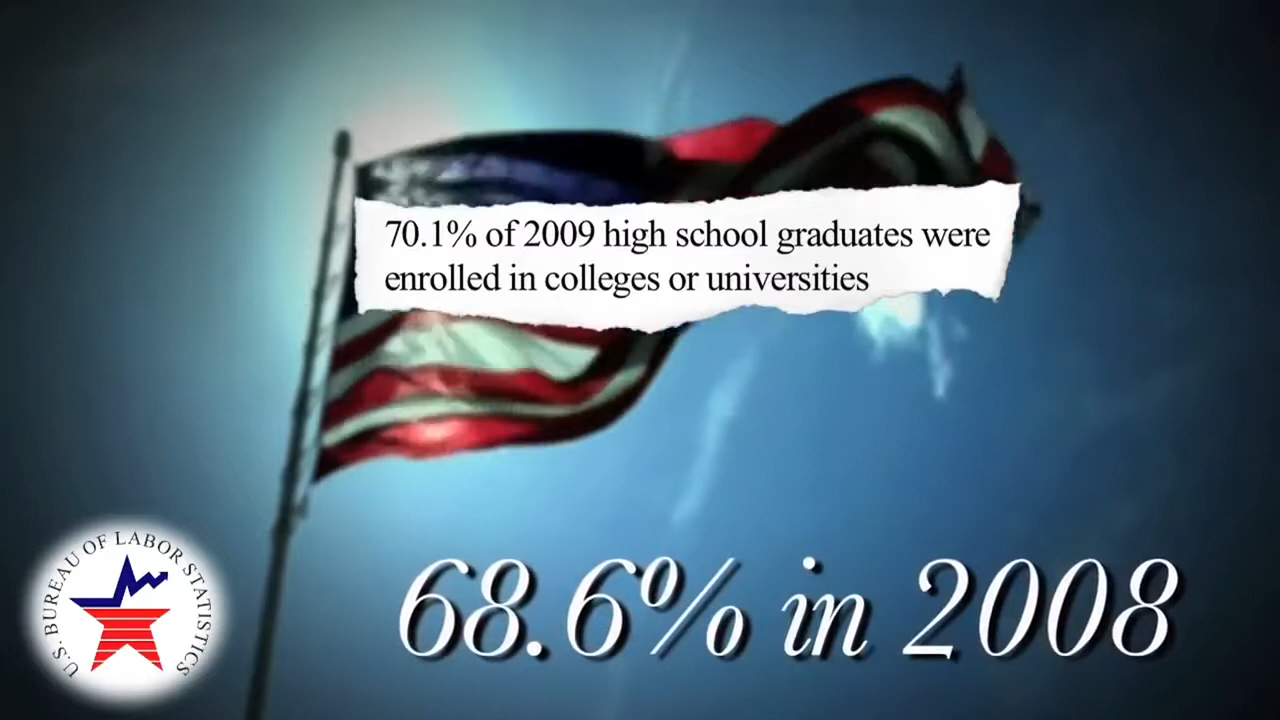 70.1% of 2009 high school graduates were
enrolled in colleges or universities
68.6% in 2008
U.S. BUREAU OF LABOR STATISTICS